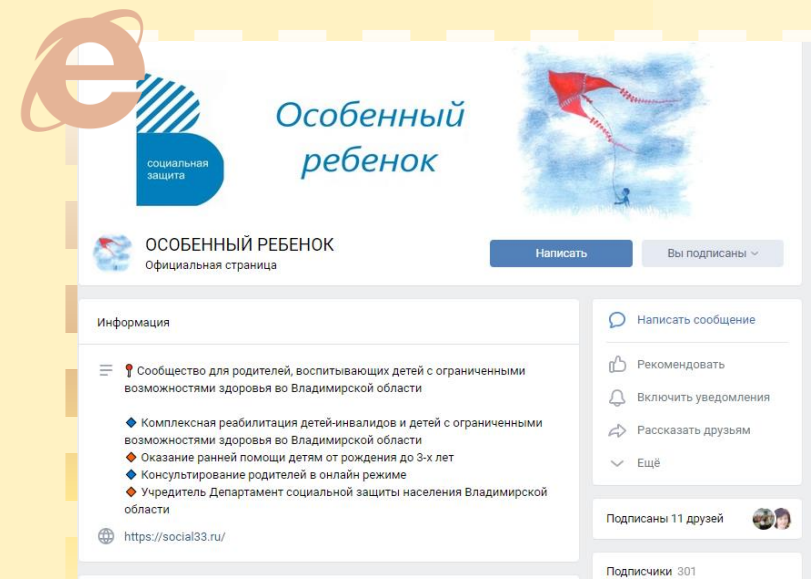 социальная
защита
Особенный
ребенок
ОСОБЕННЫЙ РЕБЕНОК
Официальная страница
Написать
Вы подписаны
Информация
Сообщество для родителей, воспитывающих детей с ограниченными
возможностями здоровья во Владимирской области
Комплексная реабилитация детей-инвалидов и детей с ограниченными
возможностями здоровья во Владимирской области
Оказание ранней помощи детям от рождения до 3-х лет
Консультирование родителей в онлайн режиме
Учредитель Департамент социальной защиты населения Владимирской
области
https://social33.ru/
Написать сообщение
Рекомендовать
Включить уведомления
Рассказать друзьям
Ещё
Подписаны 11 друзей
Подписчики 301